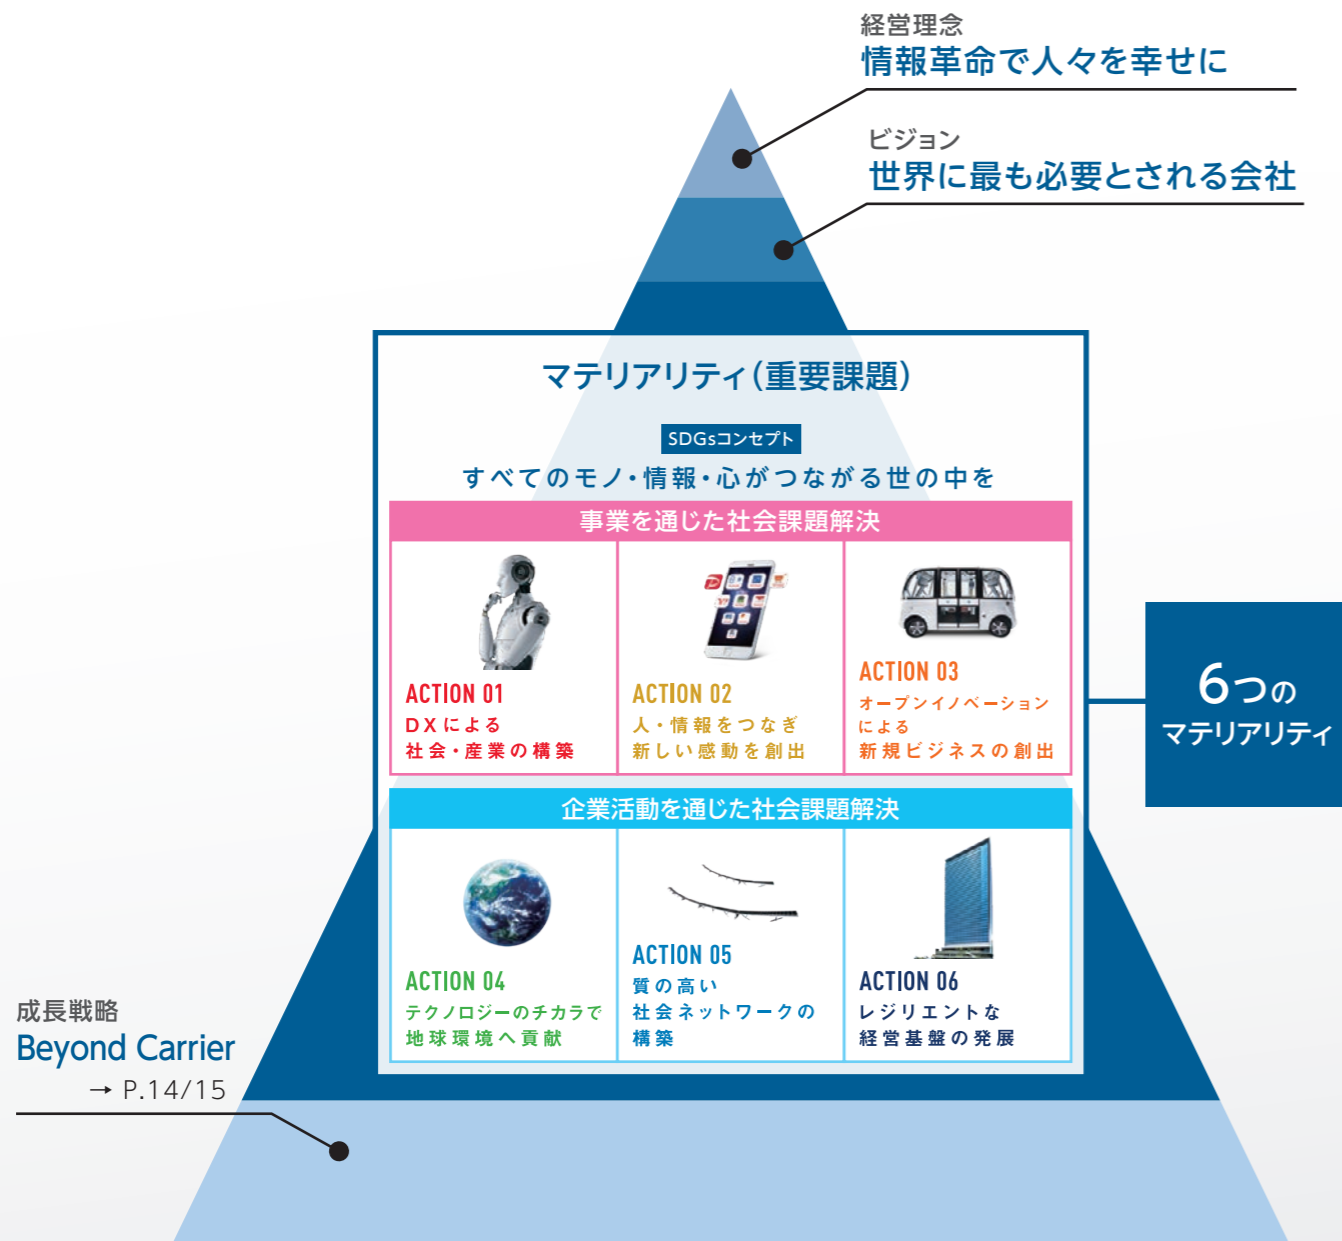 経営理念
情報革命で人々を幸せに
ビジョン
世界に最も必要とされる会社
マテリアリティ(重要課題)
SDGsコンセプト
すべてのモノ・情報・心がつながる世の中を
事業を通じた社会課題解決
ACTION 01
DXによる
社会・産業の構築
ACTION 02
人・情報をつなぎ
新しい感動を創出
ACTION 03
オープンイノベーション
による
新規ビジネスの創出
6つの
マテリアリティ
企業活動を通じた社会課題解決
ACTION 04
テクノロジーのチカラで
地球環境へ貢献
ACTION 05
質の高い
社会ネットワークの
構築
ACTION 06
レジリエントな
経営基盤の発展
成長戦略
Beyond Carrier
→ P.14/15